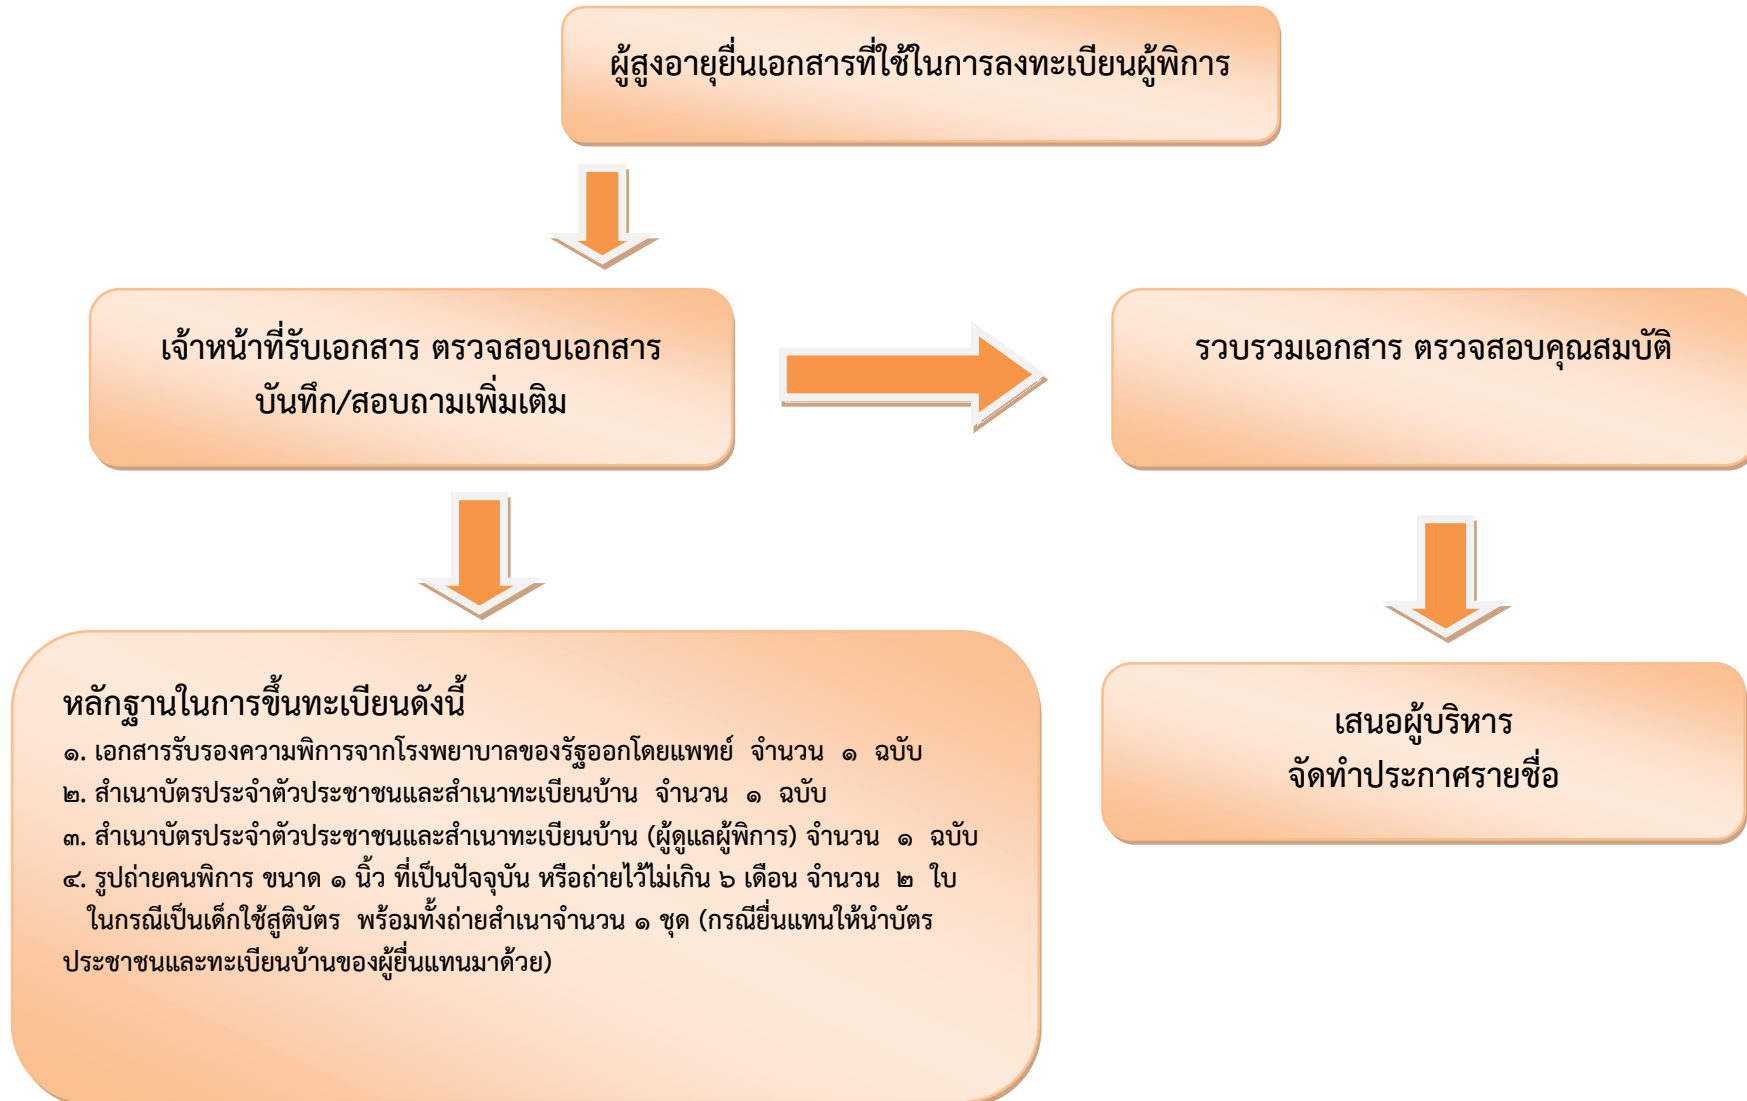 ผู้สูงอายุยื่นเอกสารที่ใช้ในการลงทะเบียนผู้พิการ
เจ้าหน้าที่รับเอกสาร ตรวจสอบเอกสาร
บันทึก/สอบถามเพิ่มเติม
รวบรวมเอกสาร ตรวจสอบคุณสมบัติ
หลักฐานในการขึ้นทะเบียนดังนี้
๑. เอกสารรับรองความพิการจากโรงพยาบาลของรัฐออกโดยแพทย์ จำนวน ๑ ฉบับ
๒. สำเนาบัตรประจำตัวประชาชนและสำเนาทะเบียนบ้าน จำนวน ๑ ฉบับ
๓. สำเนาบัตรประจำตัวประชาชนและสำเนาทะเบียนบ้าน (ผู้ดูแลผู้พิการ) จำนวน ๑ ฉบับ
๔. รูปถ่ายคนพิการ ขนาด ๑ นิ้ว ที่เป็นปัจจุบัน หรือถ่ายไว้ไม่เกิน ๖ เดือน จำนวน ๒ ใบ
ในกรณีเป็นเด็กใช้สูติบัตร พร้อมทั้งถ่ายสำเนาจำนวน ๑ ชุด (กรณียื่นแทนให้นำบัตร
ประชาชนและทะเบียนบ้านของผู้ยื่นแทนมาด้วย)
เสนอผู้บริหาร
จัดทำประกาศรายชื่อ